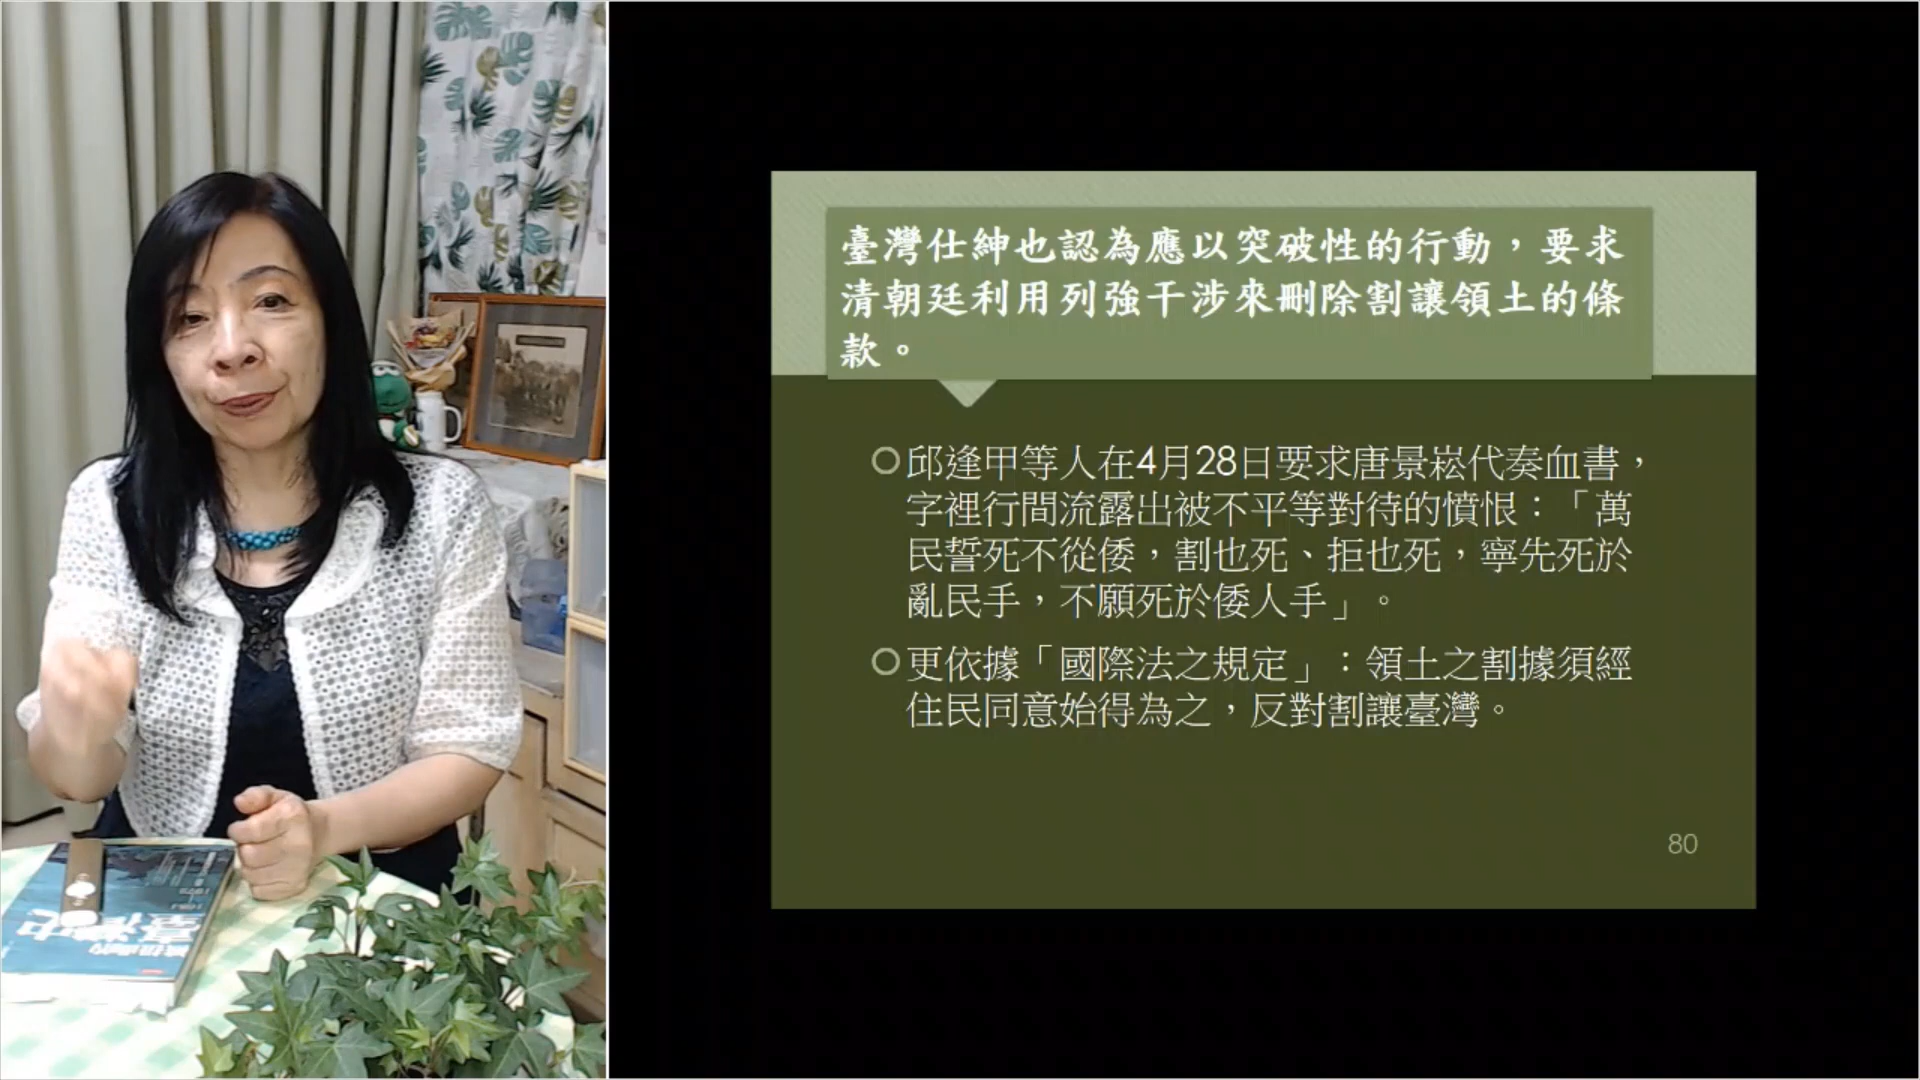 臺灣仕紳也認為應以突破性的行動，要求
清朝廷利用列強干涉來刪除割讓領土的條
款。
邱逢甲等人在4月28日要求唐景崧代奏血書，
字裡行間流露出被不平等對待的憤恨：「萬
民誓死不從倭，割也死、拒也死，寧先死於
亂民手，不願死於倭人手」。
更依據「國際法之規定」：領土之割據須經
住民同意始得為之，反對割讓臺灣。
80
臺灣史